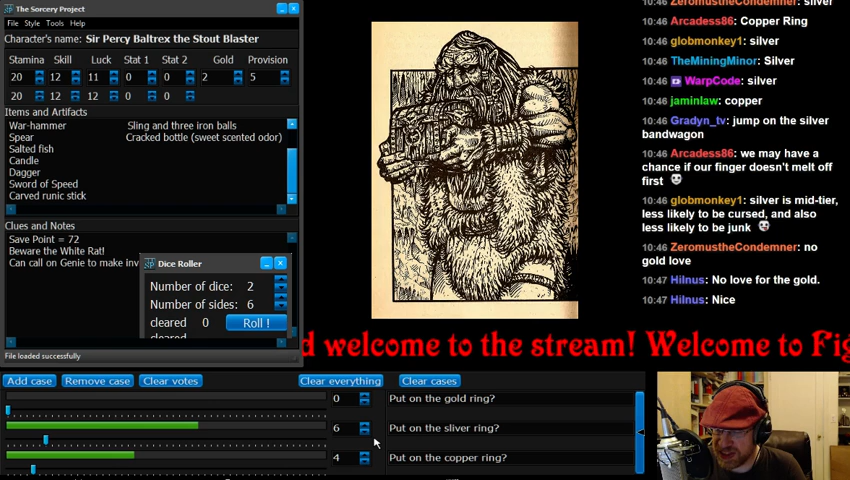 The Sorcery Project
File Style Tools Help
Character's name: Sir Percy Baltrex the Stout Blaster
Stamina Skill Luck Stat 1 Stat 2 Gold Provision
20 12 11 0 0 2 5
20 12 12 0 0
Items and Artifacts
War-hammer Sling and three iron balls
Spear Cracked bottle (sweet scented odor)
Salted fish
Candle
Dagger
Sword of Speed
Carved runic stick
Clues and Notes
Save Point = 72
Beware the White Rat!
Can call on Genie to make inv
Dice Roller
Number of dice: 2
Number of sides: 6
cleared 0 Roll !
cleared
File loaded successfully
d welcome to the stream! Welcome to Fig
Add case Remove case Clear votes Clear everything Clear cases
0 Put on the gold ring?
6 Put on the sliver ring?
4 Put on the copper ring?
10:46 ZeromustheCondemner: silver
10:46 Arcadess86: Copper Ring
10:46 globmonkey1: silver
10:46 TheMiningMinor: Silver
10:46 WarpCode: silver
10:46 jaminlaw: copper
10:46 Gradyn_tv: jump on the silver
bandwagon
10:46 Arcadess86: we may have a
chance if our finger doesn't melt off
first
10:46 globmonkey1: silver is mid-tier,
less likely to be cursed, and also
less likely to be junk
10:46 ZeromustheCondemner: no
gold love
10:47 Hilnus: No love for the gold.
10:47 Hilnus: Nice